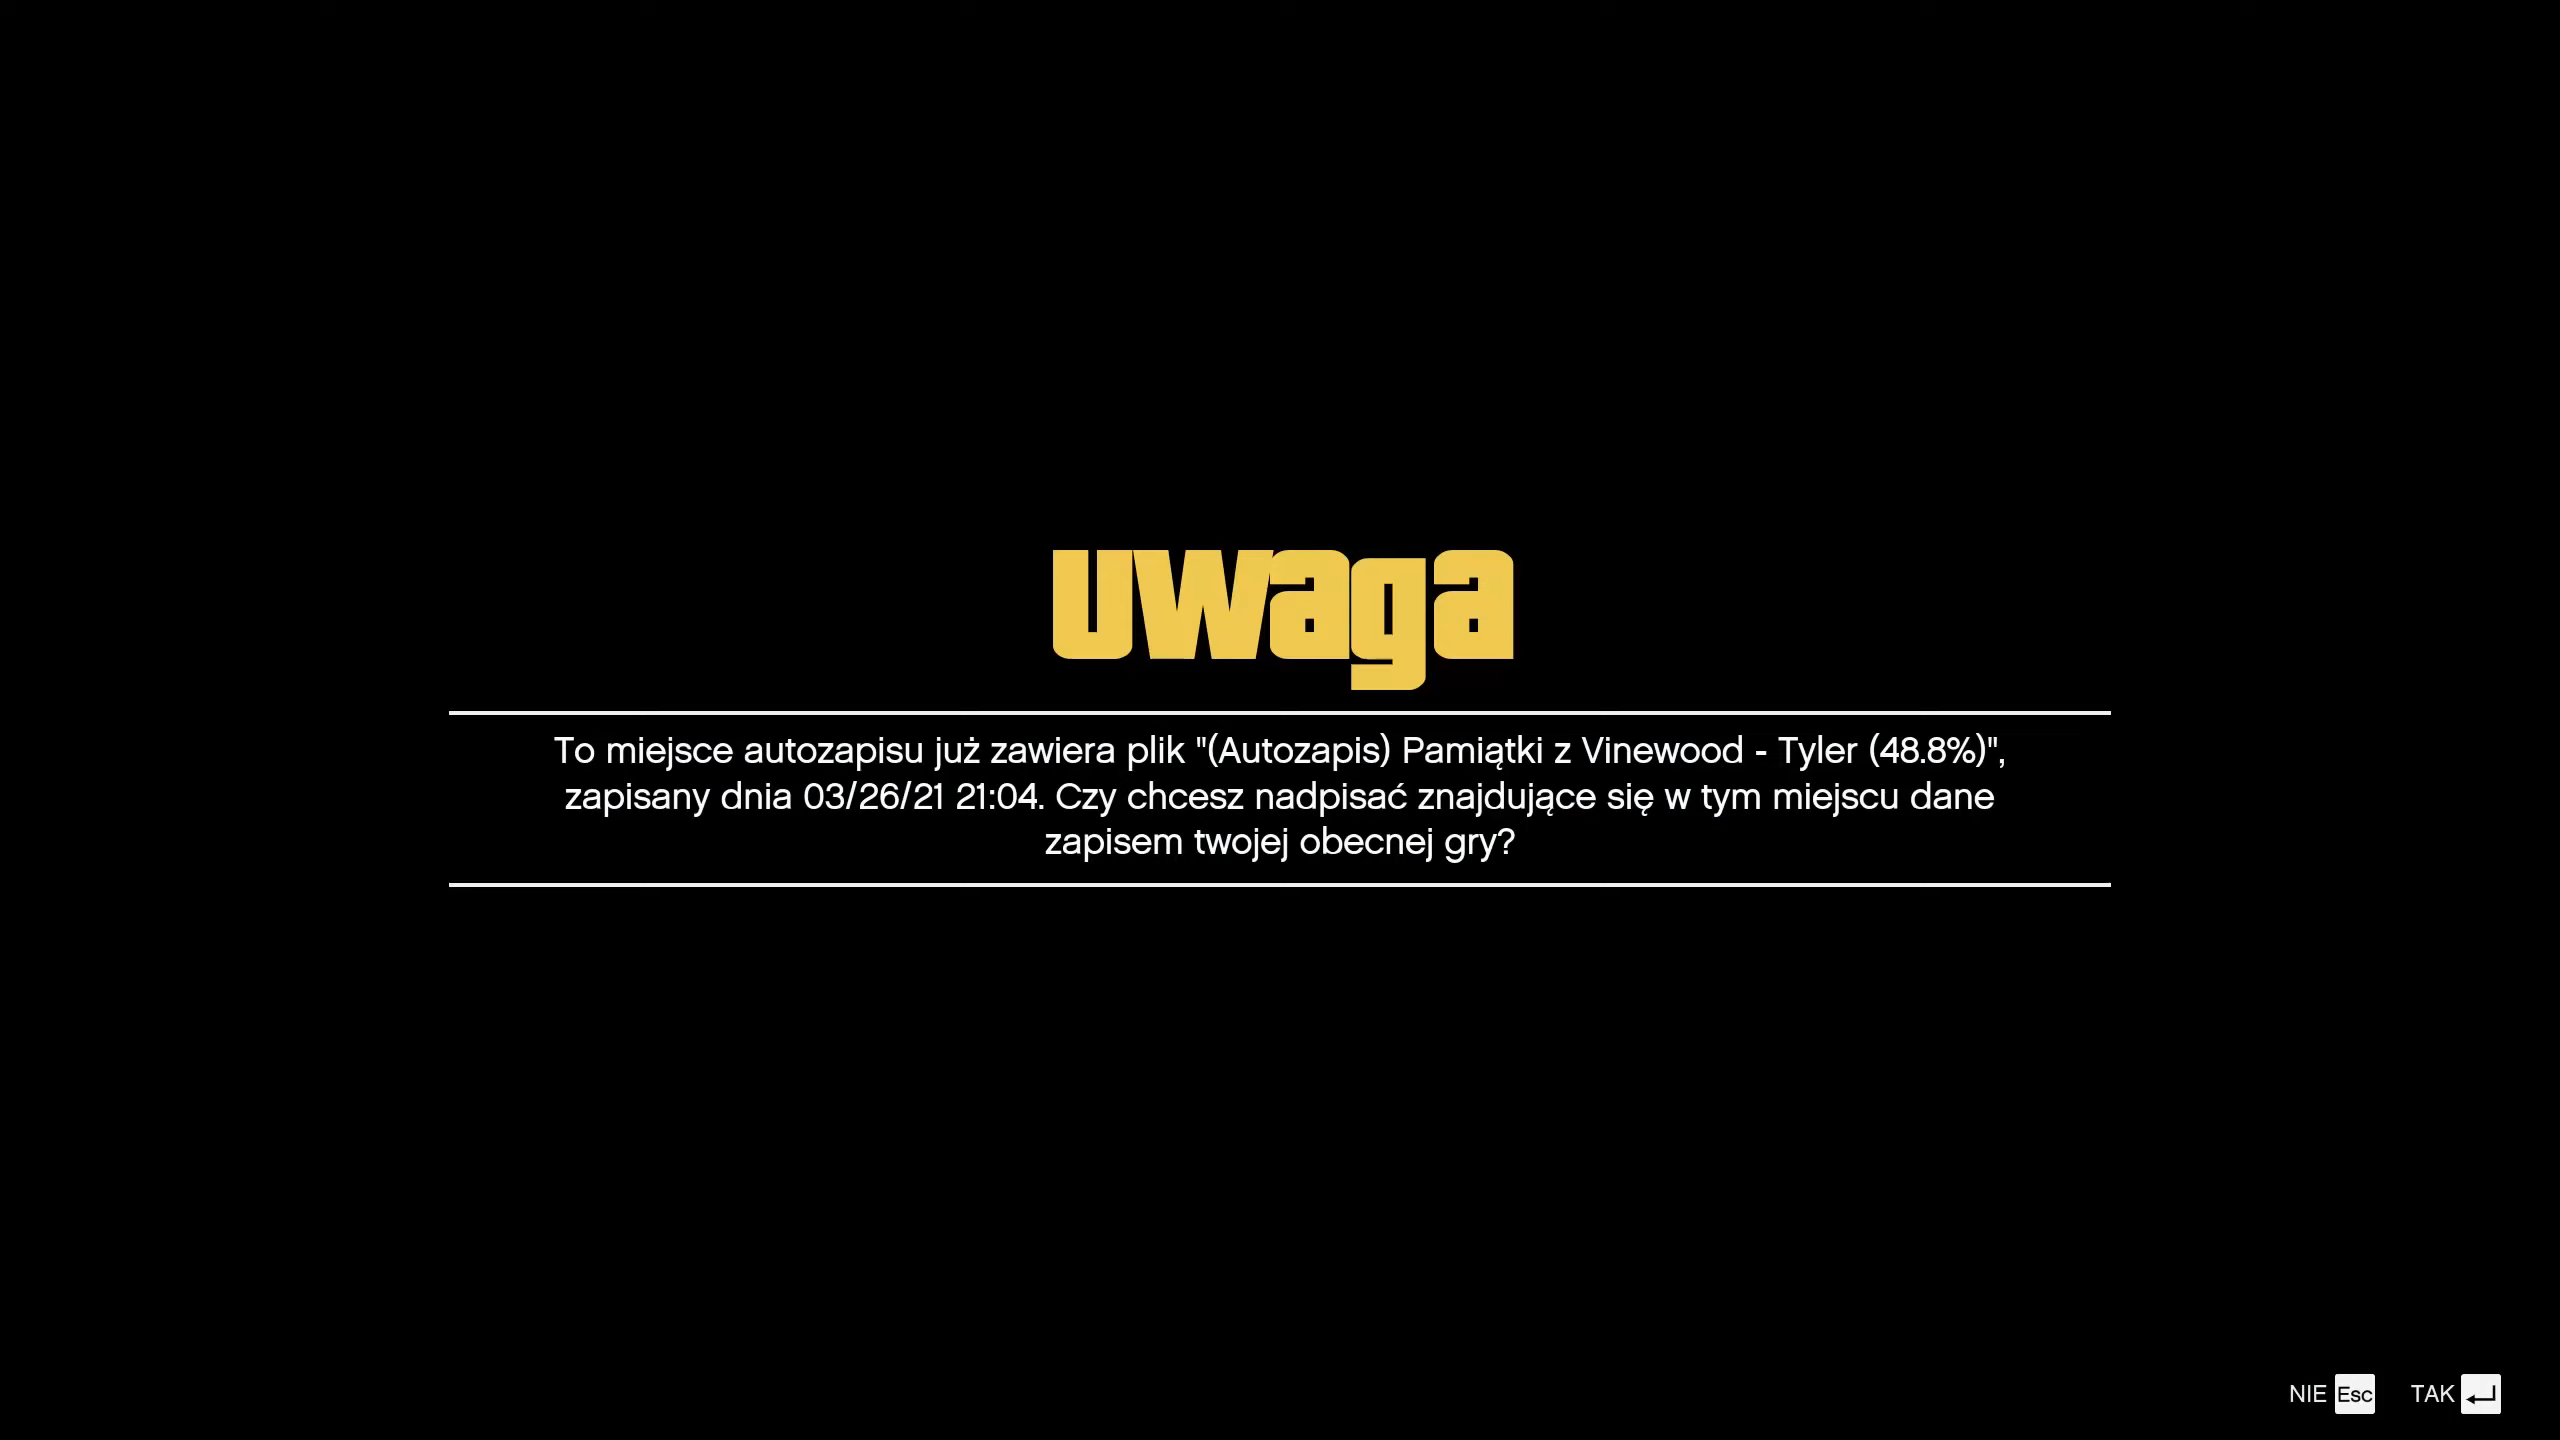 uwaga
To miejsce autozapisu już zawiera plik "(Autozapis) Pamiątki z Vinewood - Tyler (48.8%)",
zapisany dnia 03/26/21 21:04. Czy chcesz nadpisać znajdujące się w tym miejscu dane
zapisem twojej obecnej gry?
NIE Esc TAK